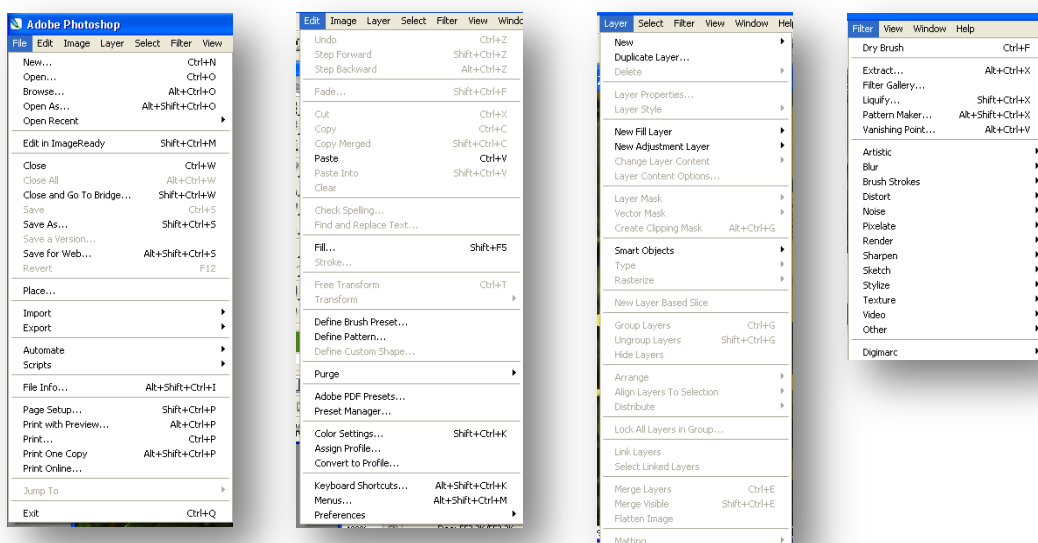 Adobe Photoshop
File Edit Image Layer Select Filter View
New... Ctrl+N
Open... Ctrl+O
Browse... Alt+Ctrl+O
Open As... Alt+Shift+Ctrl+O
Open Recent
Edit in ImageReady Shift+Ctrl+M
Close Ctrl+W
Close All Alt+Ctrl+W
Close and Go To Bridge... Shift+Ctrl+W
Save Ctrl+S
Save As... Shift+Ctrl+S
Save a Version...
Save for Web... Alt+Shift+Ctrl+S
Revert F12
Place...
Import
Export
Automate
Scripts
File Info... Alt+Shift+Ctrl+I
Page Setup... Shift+Ctrl+P
Print with Preview... Alt+Ctrl+P
Print... Ctrl+P
Print One Copy Alt+Shift+Ctrl+P
Print Online...
Jump To
Exit Ctrl+Q
Edit Image Layer Select Filter View Windo
Undo Ctrl+Z
Step Forward Shift+Ctrl+Z
Step Backward Alt+Ctrl+Z
Fade... Shift+Ctrl+F
Cut Ctrl+X
Copy Ctrl+C
Copy Merged Shift+Ctrl+C
Paste Ctrl+V
Paste Into Shift+Ctrl+V
Clear
Check Spelling...
Find and Replace Text...
Fill... Shift+F5
Stroke...
Free Transform Ctrl+T
Transform
Define Brush Preset...
Define Pattern...
Define Custom Shape...
Purge
Adobe PDF Presets...
Preset Manager...
Color Settings... Shift+Ctrl+K
Assign Profile...
Convert to Profile...
Keyboard Shortcuts... Alt+Shift+Ctrl+K
Menus... Alt+Shift+Ctrl+M
Preferences
Layer Select Filter View Window Help
New
Duplicate Layer...
Delete
Layer Properties...
Layer Style
New Fill Layer
New Adjustment Layer
Change Layer Content
Layer Content Options...
Layer Mask
Vector Mask
Create Clipping Mask Alt+Ctrl+G
Smart Objects
Type
Rasterize
New Layer Based Slice
Group Layers Ctrl+G
Ungroup Layers Shift+Ctrl+G
Hide Layers
Arrange
Align Layers To Selection
Distribute
Lock All Layers in Group...
Link Layers
Select Linked Layers
Merge Layers Ctrl+E
Merge Visible Shift+Ctrl+E
Flatten Image
Matting
Filter View Window Help
Dry Brush Ctrl+F
Extract... Alt+Ctrl+X
Filter Gallery...
Liquify... Shift+Ctrl+X
Pattern Maker... Alt+Shift+Ctrl+X
Vanishing Point... Alt+Ctrl+V
Artistic
Blur
Brush Strokes
Distort
Noise
Pixelate
Render
Sharpen
Sketch
Stylize
Texture
Video
Other
Digimarc